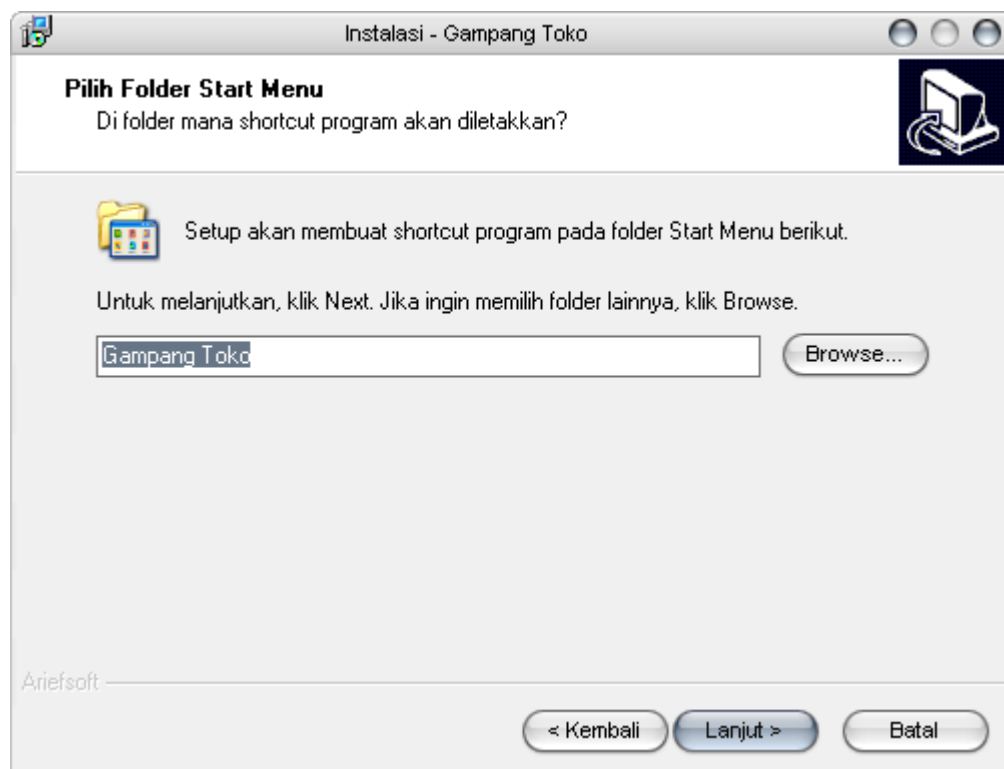 Instalasi - Gampang Toko
Pilih Folder Start Menu
Di folder mana shortcut program akan diletakkan?
Setup akan membuat shortcut program pada folder Start Menu berikut.
Untuk melanjutkan, klik Next. Jika ingin memilih folder lainnya, klik Browse.
Gampang Toko
Browse...
Ariefsoft
< Kembali
Lanjut >
Batal